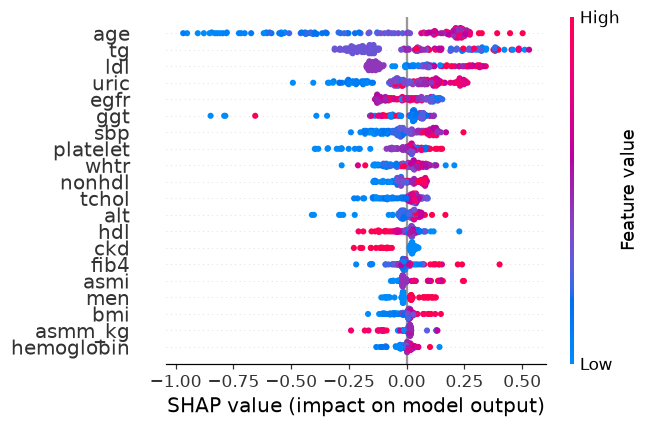 High
age
tg
ldl
uric
egfr
ggt
sbp
platelet
whtr
nonhdl
tchol
alt
hdl
ckd
fib4
asmi
men
bmi
asmm_kg
hemoglobin
Feature value
Low
−1.00 −0.75 −0.50 −0.25 0.00 0.25 0.50
SHAP value (impact on model output)